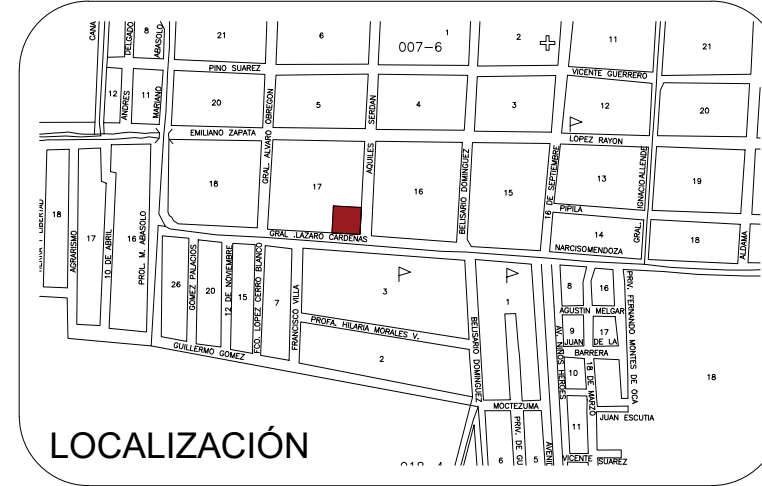 CANA
DELGADO
8
ABASOLO
21
6
1
007-6
2
11
21
PINO SUAREZ
VICENTE GUERRERO
12
ANDRES
11
MARIANO
20
OBREGON
5
SERDAN
4
3
12
20
EMILIANO ZAPATA
LOPEZ RAYON
18
GRAL. ALVARO
17
AQUILES
16
BELISARIO DOMINGUEZ
15
16 DE SEPTIEMBRE
13
IGNACIO ALLENDE
19
PIPILA
14
GRAL.
18
ALDAMA
NARCISOMENDOZA
GRAL .LAZARO CARDENAS
18
AGRARISMO
17
10 DE ABRIL
16
PROL. M. ABASOLO
26
GOMEZ PALACIOS
20
12 DE NOVIEMBRE
15
FCO. LOPEZ CERRO BLANCO
7
FRANCISCO VILLA
3
PROFA. HILARIA MORALES V.
2
GUILLERMO GOMEZ
BELISARIO DOMINGUEZ
1
AV. NIÑOS HEROES
8
16
AGUSTIN MELGAR
9
17
JUAN
DE LA
BARRERA
10
18 DE MARZO
PRIV. FERNANDO MONTES DE OCA
18
MOCTEZUMA
JUAN ESCUTIA
11
PRIV. DE GU
6
5
AVENID
VICENTE
SUAREZ
LOCALIZACIÓN